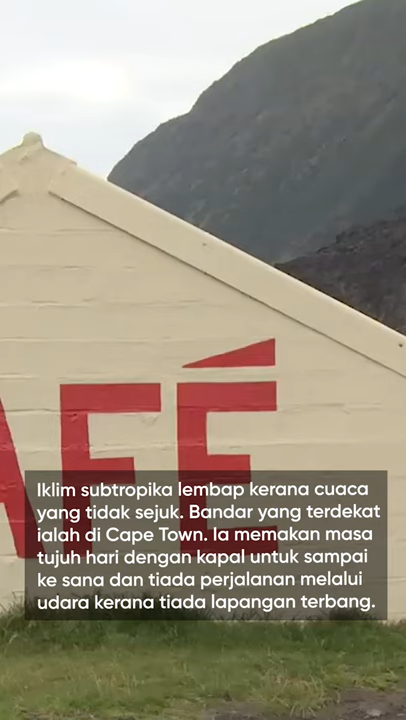 AFÉ
Iklim subtropika lembap kerana cuaca
yang tidak sejuk. Bandar yang terdekat
ialah di Cape Town. Ia memakan masa
tujuh hari dengan kapal untuk sampai
ke sana dan tiada perjalanan melalui
udara kerana tiada lapangan terbang.